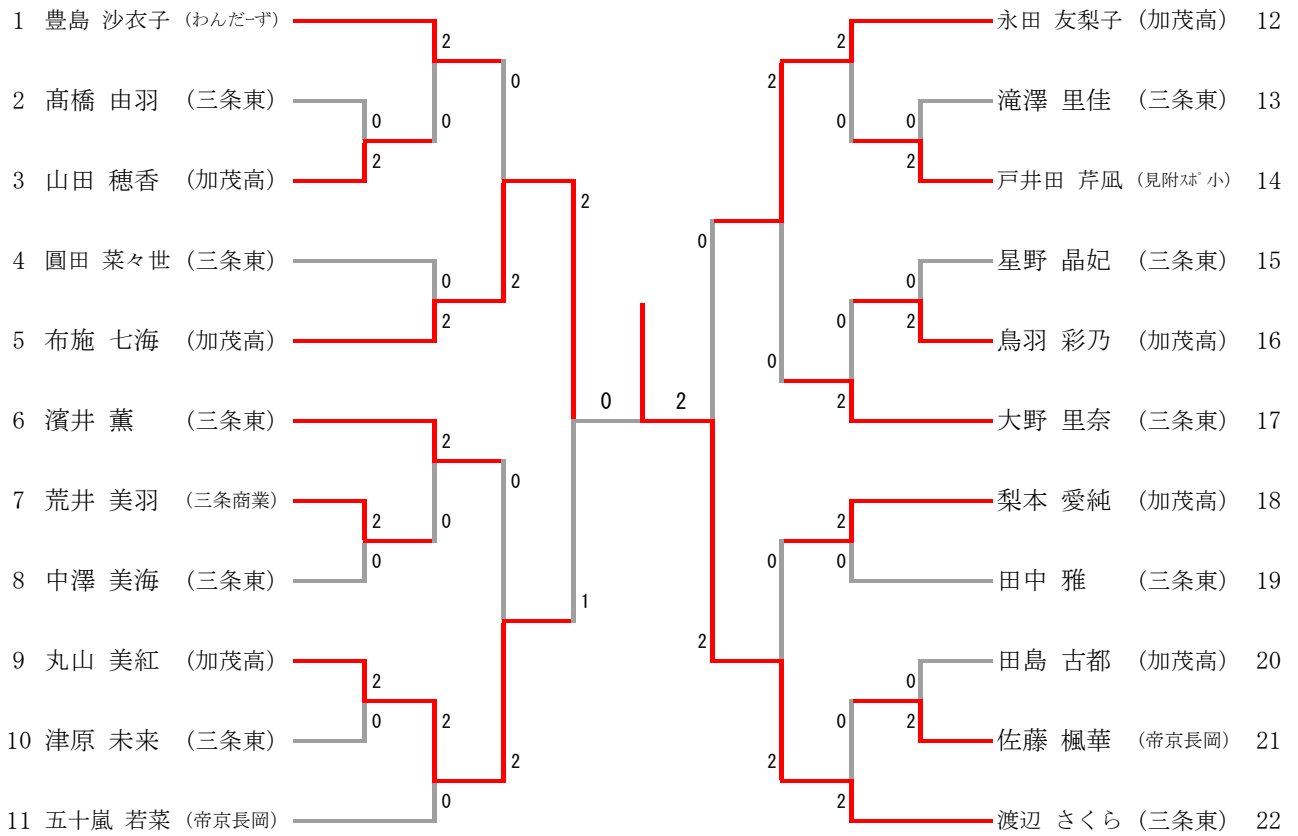 1 豊島 沙衣子 (わんだーず)
2 髙橋 由羽 (三条東)
3 山田 穂香 (加茂高)
4 圓田 菜々世 (三条東)
5 布施 七海 (加茂高)
6 濱井 薫 (三条東)
7 荒井 美羽 (三条商業)
8 中澤 美海 (三条東)
9 丸山 美紅 (加茂高)
10 津原 未来 (三条東)
11 五十嵐 若菜 (帝京長岡)
2
0
2
0
0
2
2
0
2
0
2
0
2
0
2
0
0
2
0
2
2
1
0
2
0
2
2
0
0
2
2
0
0
2
2
0
0
2
0
2
0
2
0
2
永田 友梨子 (加茂高) 12
滝澤 里佳 (三条東) 13
戸井田 芹凪 (見附スポ小) 14
星野 晶妃 (三条東) 15
鳥羽 彩乃 (加茂高) 16
大野 里奈 (三条東) 17
梨本 愛純 (加茂高) 18
田中 雅 (三条東) 19
田島 古都 (加茂高) 20
佐藤 楓華 (帝京長岡) 21
渡辺 さくら (三条東) 22